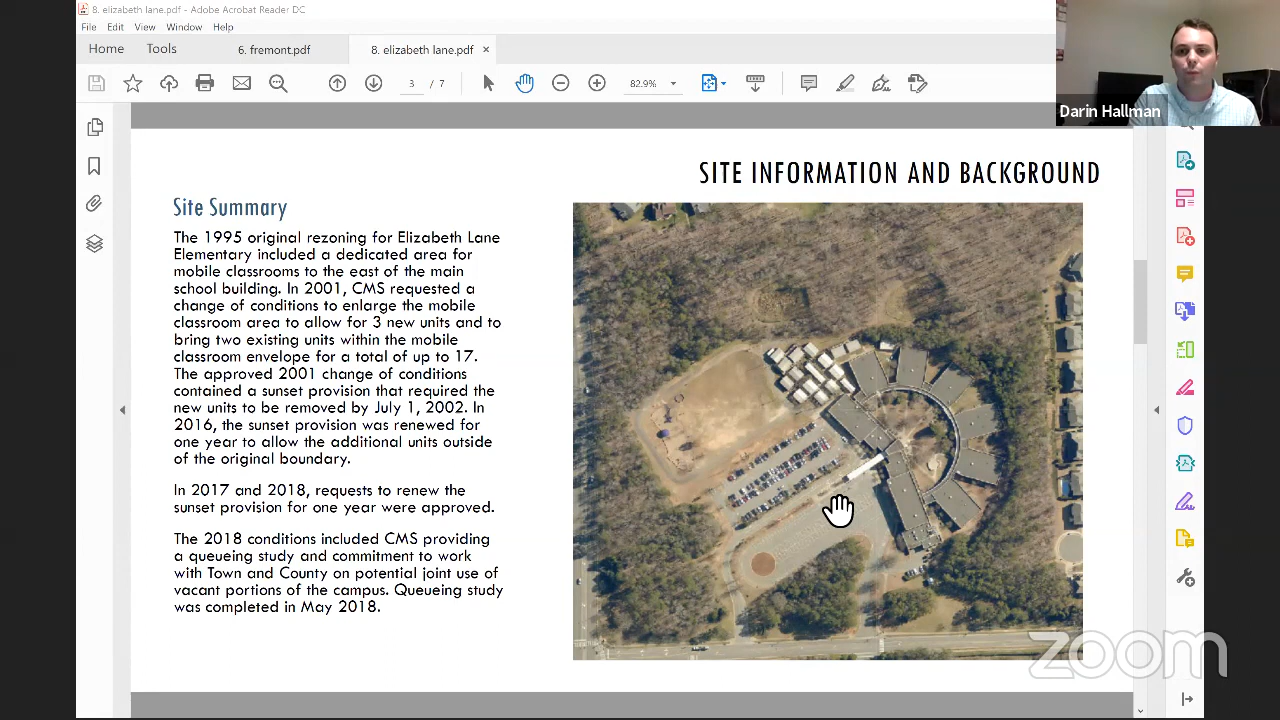 8. elizabeth lane.pdf - Adobe Acrobat Reader DC
File Edit View Window Help
Home Tools 6. fremont.pdf 8. elizabeth lane.pdf ×
3 / 7 82.9%
Darin Hallman
SITE INFORMATION AND BACKGROUND
Site Summary
The 1995 original rezoning for Elizabeth Lane
Elementary included a dedicated area for
mobile classrooms to the east of the main
school building. In 2001, CMS requested a
change of conditions to enlarge the mobile
classroom area to allow for 3 new units and to
bring two existing units within the mobile
classroom envelope for a total of up to 17.
The approved 2001 change of conditions
contained a sunset provision that required the
new units to be removed by July 1, 2002. In
2016, the sunset provision was renewed for
one year to allow the additional units outside
of the original boundary.
In 2017 and 2018, requests to renew the
sunset provision for one year were approved.
The 2018 conditions included CMS providing
a queueing study and commitment to work
with Town and County on potential joint use of
vacant portions of the campus. Queueing study
was completed in May 2018.
zoom